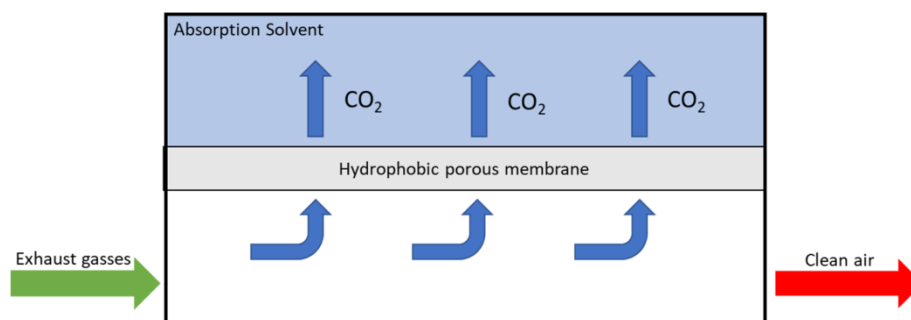 Absorption Solvent
CO₂ CO₂ CO₂
Hydrophobic porous membrane
Exhaust gasses
Clean air